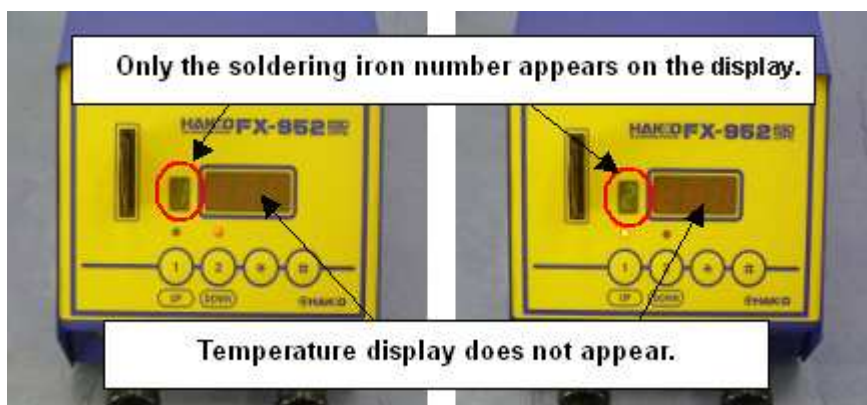 Only the soldering iron number appears on the display.
HAKKO FX-952
HAKKO FX-952
1 2 * #
UP DOWN
HAKKO
1 * #
UP DOWN
HAKKO
Temperature display does not appear.